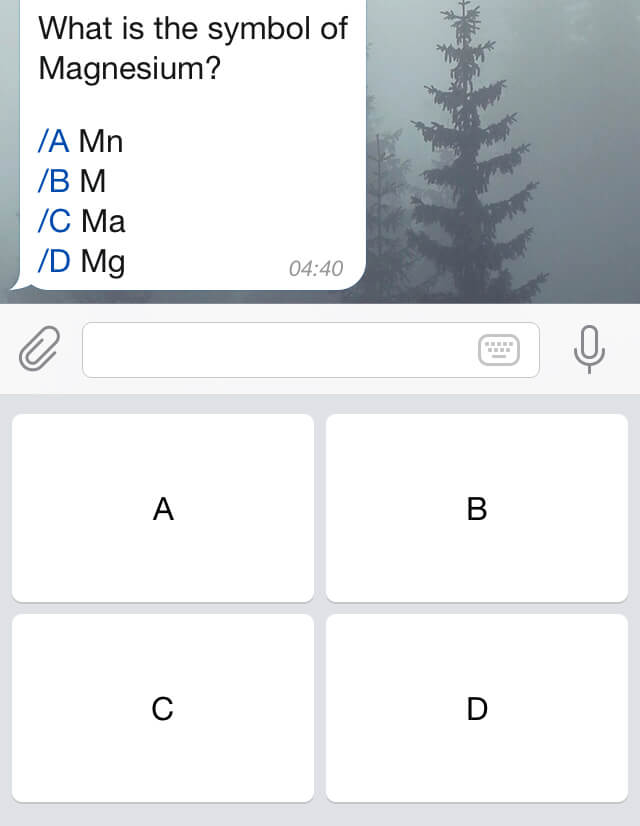 What is the symbol of
Magnesium?
/A Mn
/B M
/C Ma
/D Mg
04:40
A
B
C
D